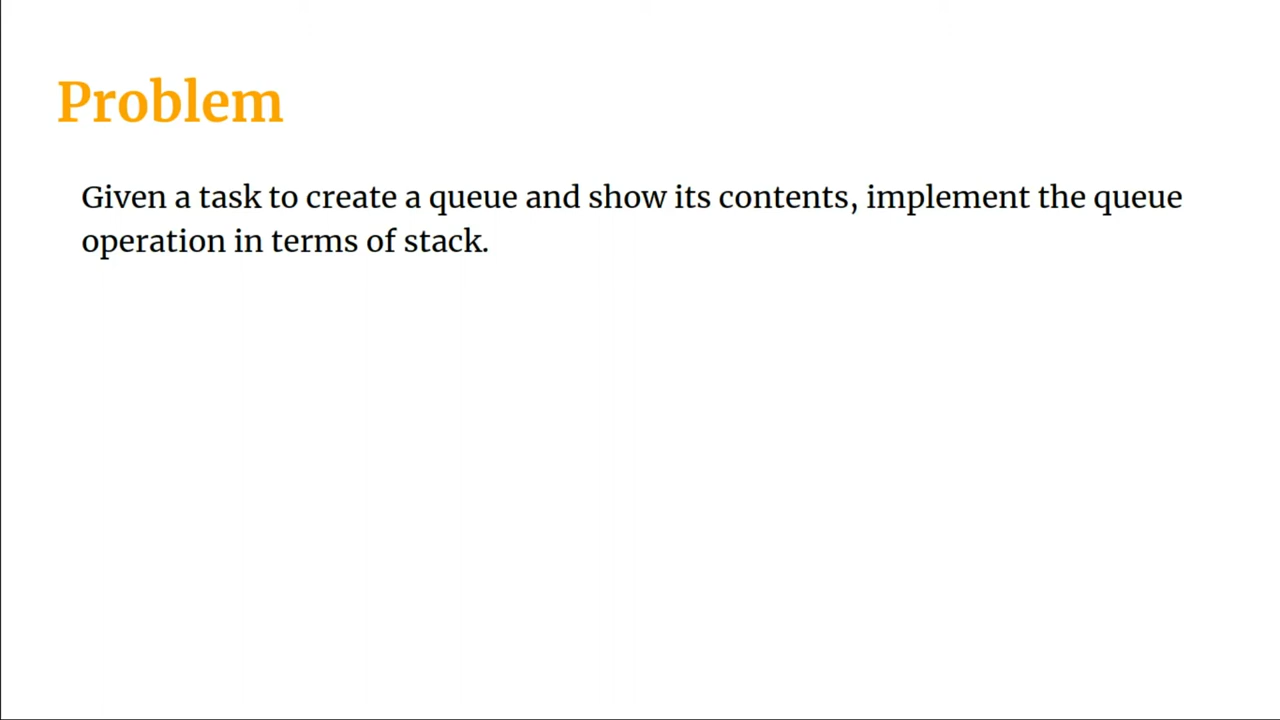 Problem
Given a task to create a queue and show its contents, implement the queue
operation in terms of stack.